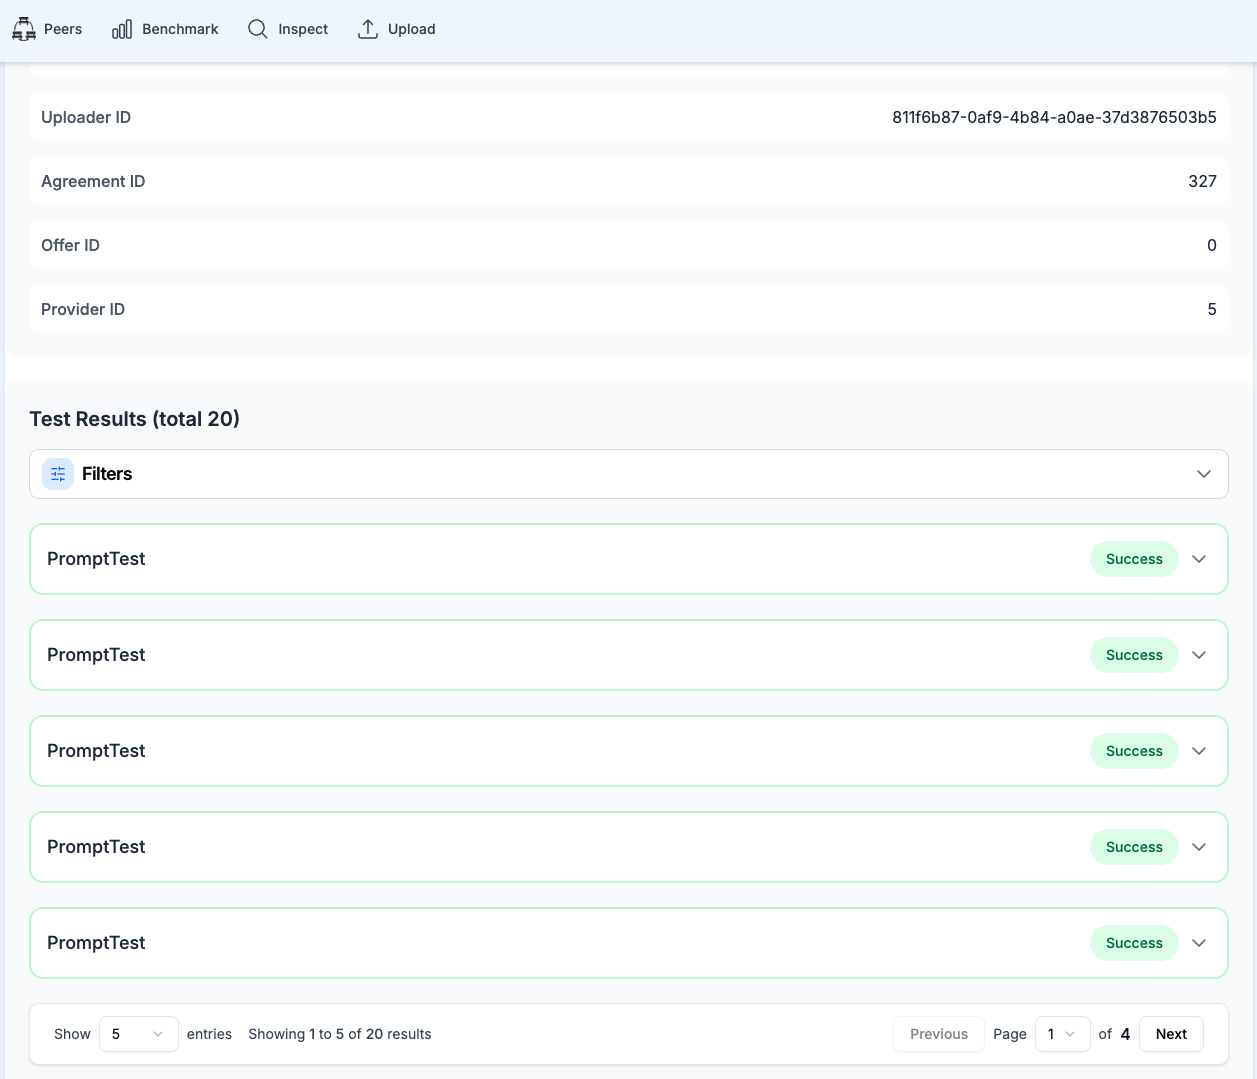 Peers Benchmark Inspect Upload
Uploader ID 811f6b87-0af9-4b84-a0ae-37d3876503b5
Agreement ID 327
Offer ID 0
Provider ID 5
Test Results (total 20)
Filters
PromptTest Success
PromptTest Success
PromptTest Success
PromptTest Success
PromptTest Success
Show 5 entries Showing 1 to 5 of 20 results Previous Page 1 of 4 Next